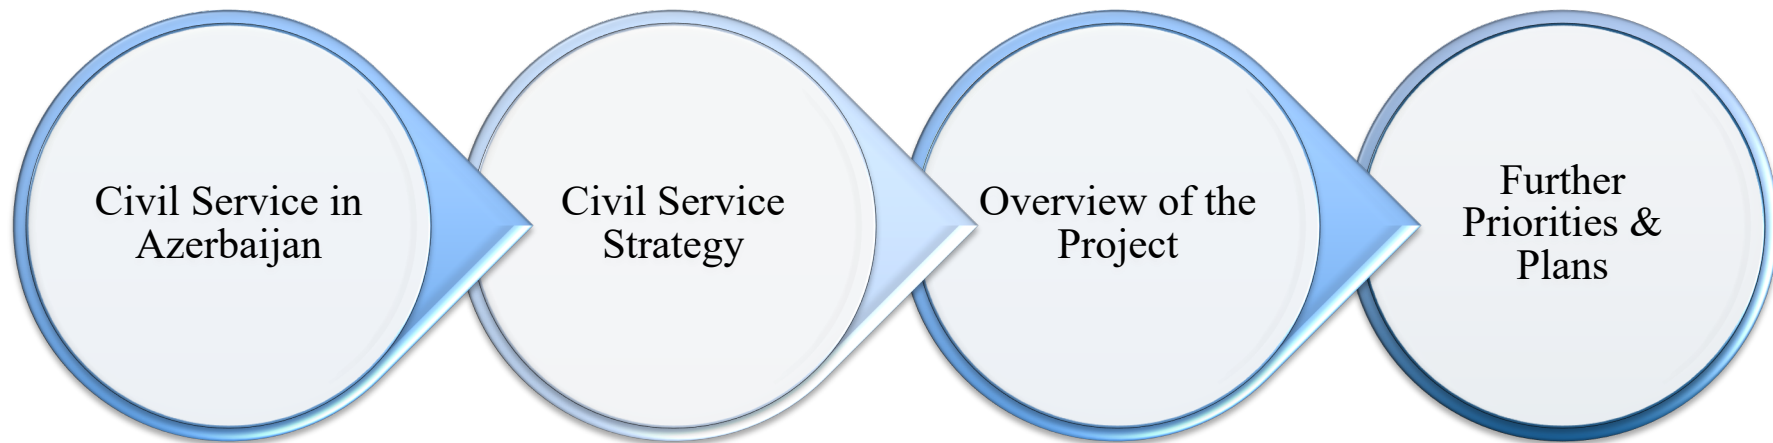 Civil Service in
Azerbaijan
Civil Service
Strategy
Overview of the
Project
Further
Priorities &
Plans